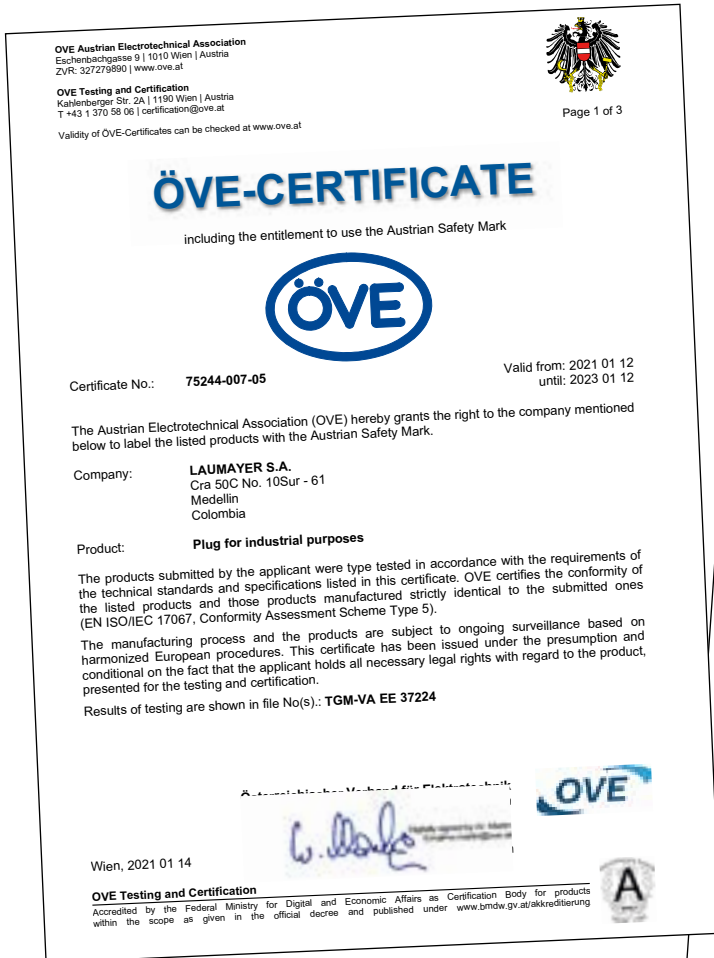 OVE Austrian Electrotechnical Association
Eschenbachgasse 9 | 1010 Wien | Austria
ZVR: 327279890 | www.ove.at
OVE Testing and Certification
Kahlenberger Str. 2A | 1190 Wien | Austria
T +43 1 370 58 06 | certification@ove.at
Validity of ÖVE-Certificates can be checked at www.ove.at
Page 1 of 3
ÖVE-CERTIFICATE
including the entitlement to use the Austrian Safety Mark
ÖVE
Certificate No.: 75244-007-05
Valid from: 2021 01 12
until: 2023 01 12
The Austrian Electrotechnical Association (OVE) hereby grants the right to the company mentioned
below to label the listed products with the Austrian Safety Mark.
Company: LAUMAYER S.A.
Cra 50C No. 10Sur - 61
Medellin
Colombia
Product: Plug for industrial purposes
The products submitted by the applicant were type tested in accordance with the requirements of
the technical standards and specifications listed in this certificate. OVE certifies the conformity of
the listed products and those products manufactured strictly identical to the submitted ones
(EN ISO/IEC 17067, Conformity Assessment Scheme Type 5).
The manufacturing process and the products are subject to ongoing surveillance based on
harmonized European procedures. This certificate has been issued under the presumption and
conditional on the fact that the applicant holds all necessary legal rights with regard to the product,
presented for the testing and certification.
Results of testing are shown in file No(s).: TGM-VA EE 37224
Österreichischer Verband für Elektrotechnik
OVE
Wien, 2021 01 14
OVE Testing and Certification
Accredited by the Federal Ministry for Digital and Economic Affairs as Certification Body for products
within the scope as given in the official decree and published under www.bmdw.gv.at/akkreditierung
A